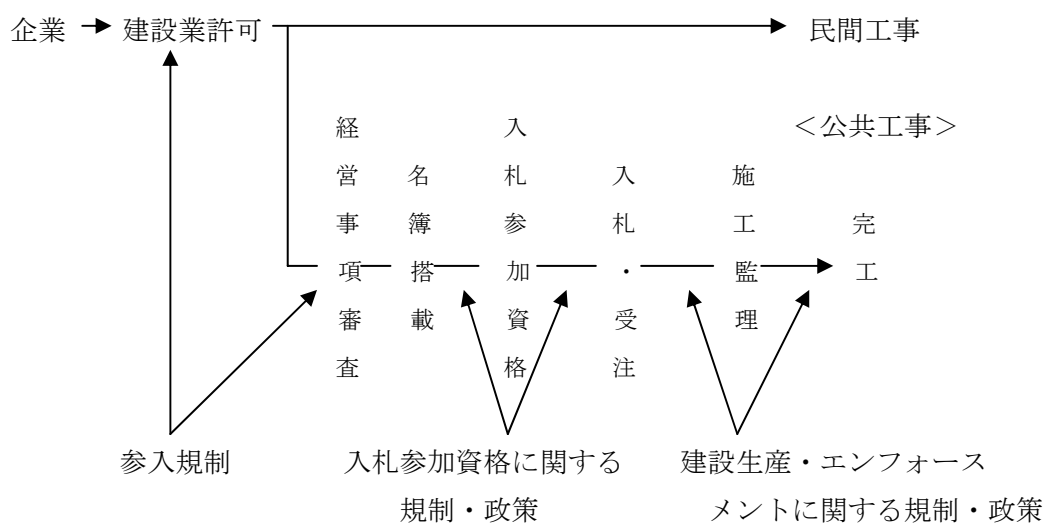 企業
建設業許可
民間工事
＜公共工事＞
経営事項審査
名簿搭載
入札参加資格
入札・受注
施工監理
完工
参入規制
入札参加資格に関する
規制・政策
建設生産・エンフォース
メントに関する規制・政策